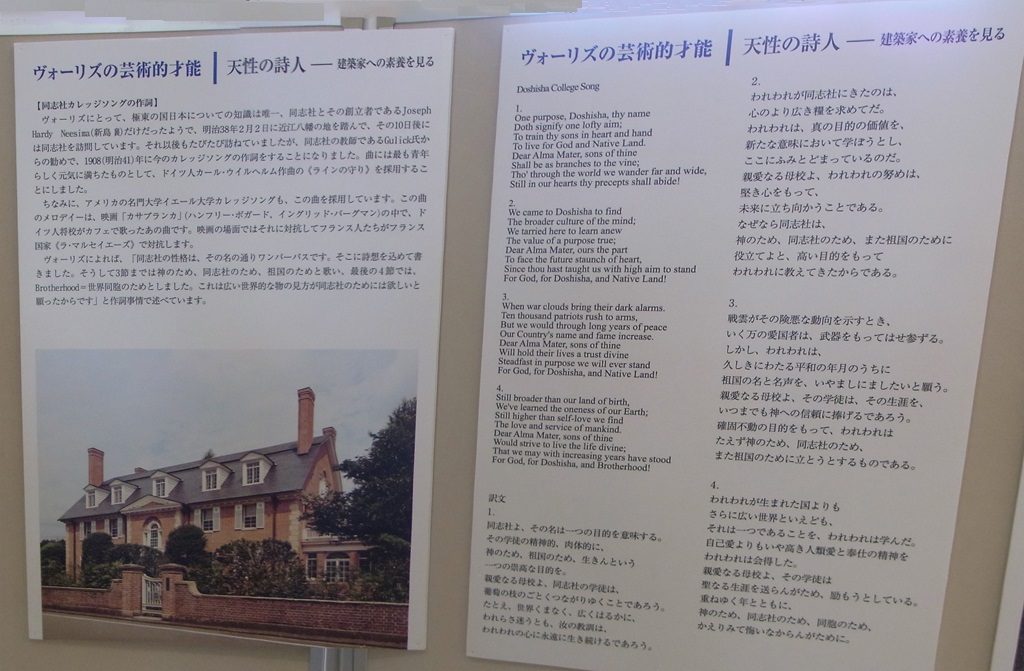 ヴォーリズの芸術的才能 | 天性の詩人 ― 建築家への素養を見る
【同志社カレッジソングの作詞】
ヴォーリズにとって、極東の国日本についての知識は唯一、同志社とその創立者であるJoseph
Hardy Neesima(新島 襄)だけだったようで、明治38年2月2日に近江八幡の地を踏んで、その10日後に
は同志社を訪問しています。それ以後もたびたび訪ねていましたが、同志社の教師であるGulick氏か
らの勧めで、1908(明治41)年に今のカレッジソングの作詞をすることになりました。曲には最も青年
らしく元気に満ちたものとして、ドイツ人カール・ウイルヘルム作曲の《ラインの守り》を採用するこ
とにしました。
ちなみに、アメリカの名門大学イエール大学カレッジソングも、この曲を採用しています。この曲
のメロディーは、映画「カサブランカ」(ハンフリー・ボガード、イングリッド・バーグマン)の中で、ド
イツ人将校がカフェで歌ったあの曲です。映画の場面ではそれに対抗してフランス人たちがフランス
国家《ラ・マルセイエーズ》で対抗します。
ヴォーリズによれば、「同志社の性格は、その名の通りワンパーパスです。そこに詩想を込めて書
きました。そうして3節までは神のため、同志社のため、祖国のためと歌い、最後の4節では、
Brotherhood=世界同胞のためとしました。これは広い世界的な物の見方が同志社のためには欲しいと
願ったからです」と作詞事情で述べています。
ヴォーリズの芸術的才能 | 天性の詩人 ― 建築家への素養を見る
Doshisha College Song
1.
One purpose, Doshisha, thy name
Doth signify one lofty aim;
To train thy sons in heart and hand
To live for God and Native Land.
Dear Alma Mater, sons of thine
Shall be as branches to the vine;
Tho' through the world we wander far and wide,
Still in our hearts thy precepts shall abide!
2.
We came to Doshisha to find
The broader culture of the mind;
We tarried here to learn anew
The value of a purpose true;
Dear Alma Mater, ours the part
To face the future staunch of heart,
Since thou hast taught us with high aim to stand
For God, for Doshisha, and Native Land!
3.
When war clouds bring their dark alarms.
Ten thousand patriots rush to arms,
But we would through long years of peace
Our Country's name and fame increase.
Dear Alma Mater, sons of thine
Will hold their lives a trust divine
Steadfast in purpose we will ever stand
For God, for Doshisha, and Native Land!
4.
Still broader than our land of birth,
We've learned the oneness of our Earth;
Still higher than self-love we find
The love and service of mankind.
Dear Alma Mater, sons of thine
Would strive to live the life divine;
That we may with increasing years have stood
For God, for Doshisha, and Brotherhood!
訳文
1.
同志社よ、その名は一つの目的を意味する。
その学徒の精神的、肉体的に、
神のため、祖国のため、生きんという
一つの崇高な目的を。
親愛なる母校よ、同志社の学徒は、
葡萄の枝のごとくつながりゆくことであろう。
たとえ、世界くまなく、広くはるかに、
われらさ迷うとも、汝の教訓は、
われわれの心に永遠に生き続けるであろう。
2.
われわれが同志社にきたのは、
心のより広き糧を求めてだ。
われわれは、真の目的の価値を、
新たな意味において学ぼうとし、
ここにふみとどまっているのだ。
親愛なる母校よ、われわれの努めは、
堅き心をもって、
未来に立ち向かうことである。
なぜなら同志社は、
神のため、同志社のため、また祖国のために
役立てよと、高い目的をもって
われわれに教えてきたからである。
3.
戦雲がその険悪な動向を示すとき、
いく万の愛国者は、武器をもってはせ参ずる。
しかし、われわれは、
久しきにわたる平和の年月のうちに
祖国の名と名声を、いやましにましたいと願う。
親愛なる母校よ、その学徒は、その生涯を、
いつまでも神への信頼に捧げるであろう。
確固不動の目的をもって、われわれは
たえず神のため、同志社のため、
また祖国のために立とうとするものである。
4.
われわれが生まれた国よりも
さらに広い世界といえども、
それは一つであることを、われわれは学んだ。
自己愛よりもいや高き人類愛と奉仕の精神を
われわれは会得した。
親愛なる母校よ、その学徒は
聖なる生涯を送らんがため、励もうとしている。
重ねゆく年とともに、
神のため、同志社のため、同胞のため、
かえりみて悔いなからんがために。